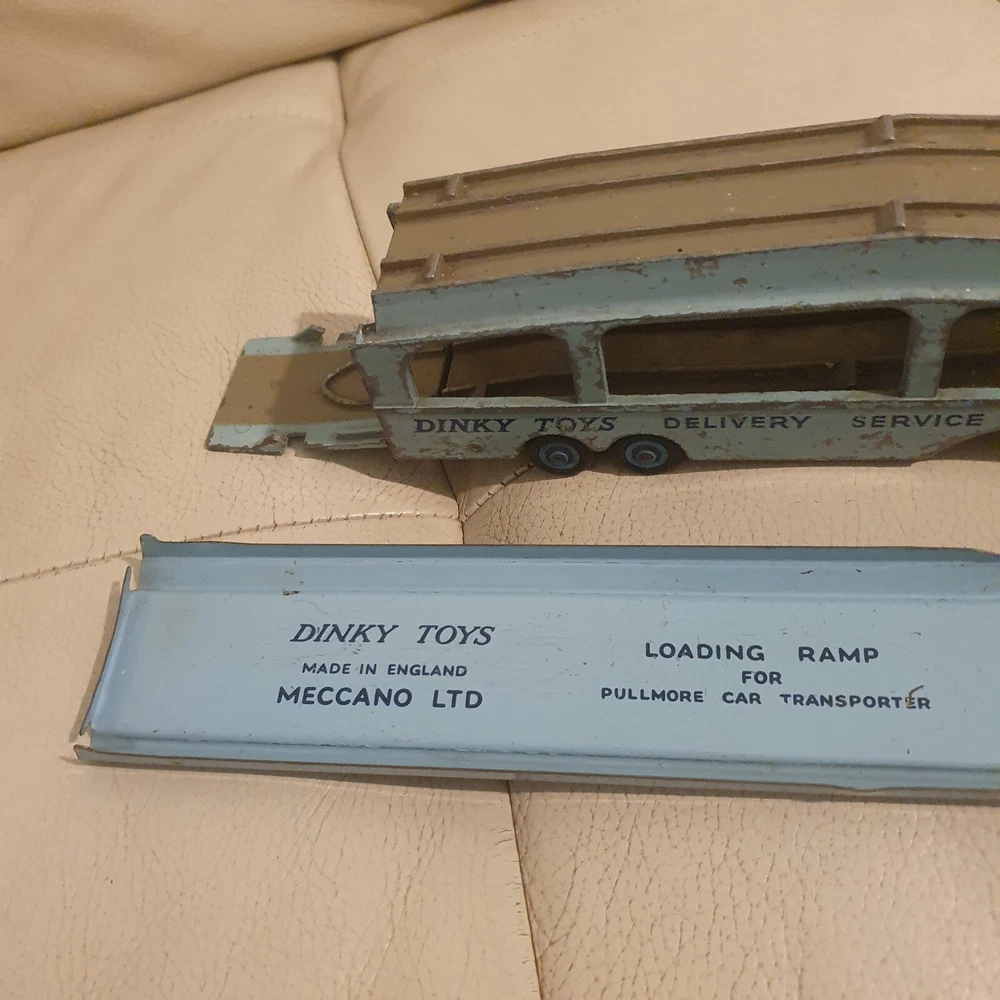 DINKY TOYS DELIVERY SERVICE
DINKY TOYS
MADE IN ENGLAND
MECCANO LTD
LOADING RAMP
FOR
PULLMORE CAR TRANSPORTER